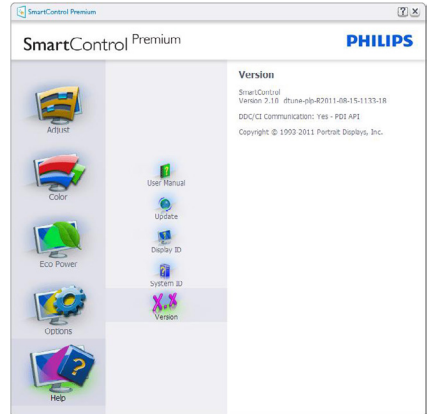 SmartControl Premium
SmartControl Premium
PHILIPS
Adjust
Color
Eco Power
Options
Help
User Manual
Update
Display ID
System ID
X.X
Version
Version
SmartControl
Version 2.10 dtune-plp-R2011-08-15-1133-18
DDC/CI Communication: Yes - PDI API
Copyright © 1993-2011 Portrait Displays, Inc.